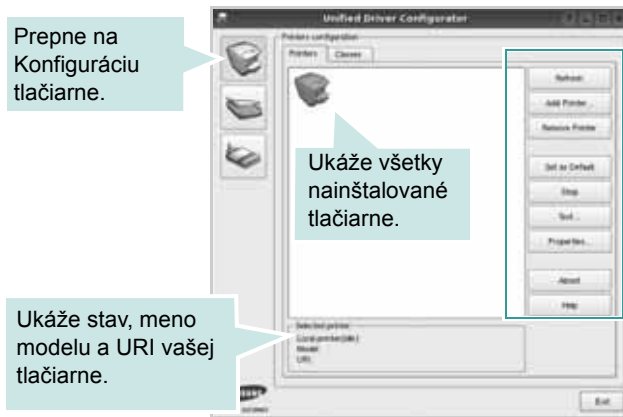 Unified Driver Configurator
Prepne na
Konfiguráciu
tlačiarne.
Printers configuration
Printers
Classes
Refresh
Add Printer...
Remove Printer
Ukáže všetky
nainštalované
tlačiarne.
Set as Default
Stop
Test...
Properties...
About
Help
Ukáže stav, meno
modelu a URI vašej
tlačiarne.
Selected printer:
Local printer(idle)
Model:
URI:
Exit